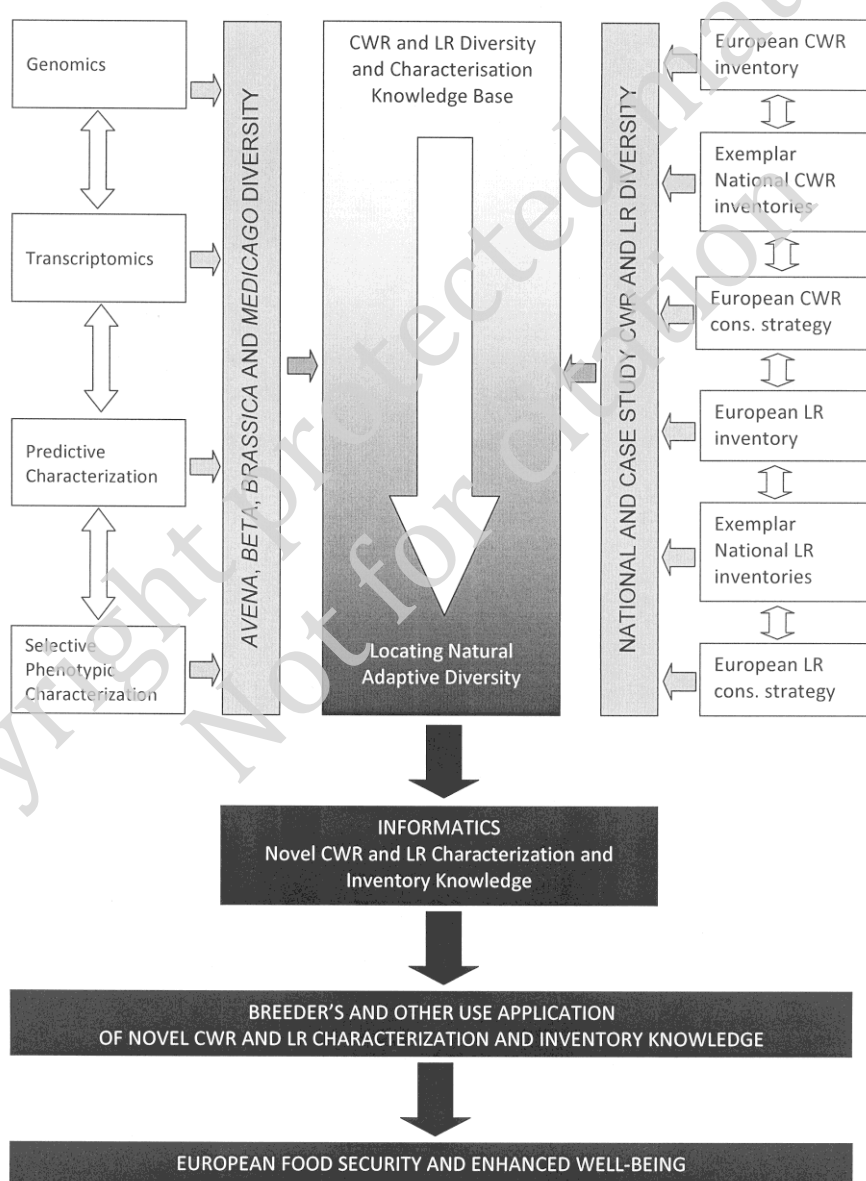 Genomics
Transcriptomics
Predictive
Characterization
Selective
Phenotypic
Characterization
AVENA, BETA, BRASSICA AND MEDICAGO DIVERSITY
CWR and LR Diversity
and Characterisation
Knowledge Base
Locating Natural
Adaptive Diversity
NATIONAL AND CASE STUDY CWR AND LR DIVERSITY
European CWR
inventory
Exemplar
National CWR
inventories
European CWR
cons. strategy
European LR
inventory
Exemplar
National LR
inventories
European LR
cons. strategy
INFORMATICS
Novel CWR and LR Characterization and
Inventory Knowledge
BREEDER'S AND OTHER USE APPLICATION
OF NOVEL CWR AND LR CHARACTERIZATION AND INVENTORY KNOWLEDGE
EUROPEAN FOOD SECURITY AND ENHANCED WELL-BEING
protected
Not for citation